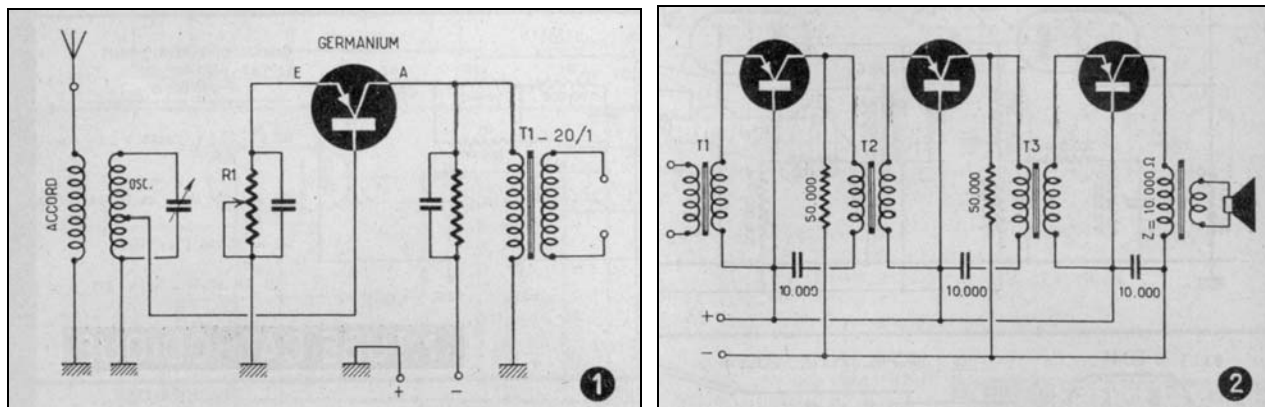 GERMANIUM
E A
T1 – 20/1
ACCORD
OSC.
R1
+ –
1
T1
T2
T3
50.000
50.000
Z = 10.000 Ω
10.000
10.000
10.000
+
–
2